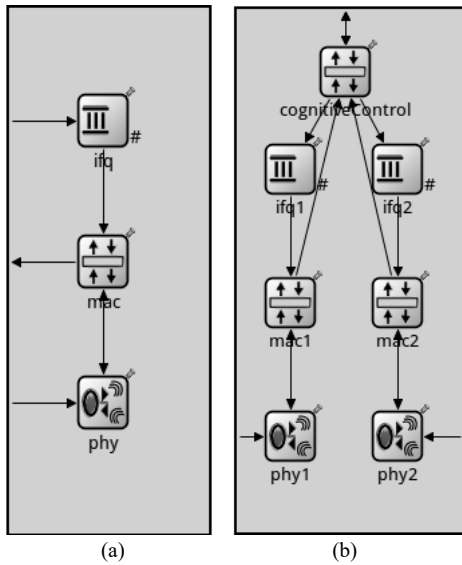 #
ifq
mac
phy
(a)
cognitiveControl
#
ifq1
#
ifq2
mac1
mac2
phy1
phy2
(b)